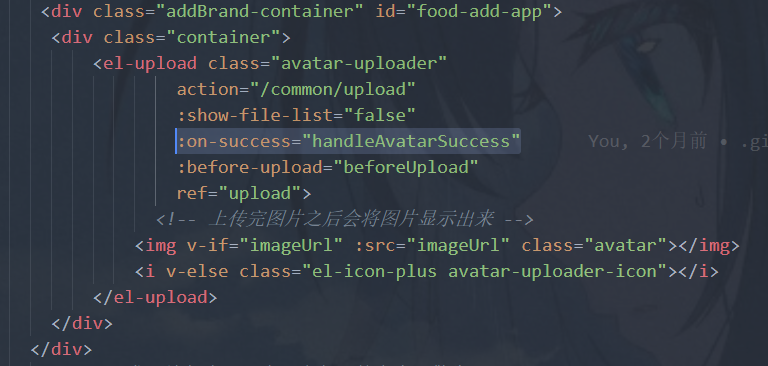 <div class="addBrand-container" id="food-add-app">
<div class="container">
<el-upload class="avatar-uploader"
action="/common/upload"
:show-file-list="false"
:on-success="handleAvatarSuccess" You, 2个月前 • .gi
:before-upload="beforeUpload"
ref="upload">
<!-- 上传完图片之后会将图片显示出来 -->
<img v-if="imageUrl" :src="imageUrl" class="avatar"></img>
<i v-else class="el-icon-plus avatar-uploader-icon"></i>
</el-upload>
</div>
</div>